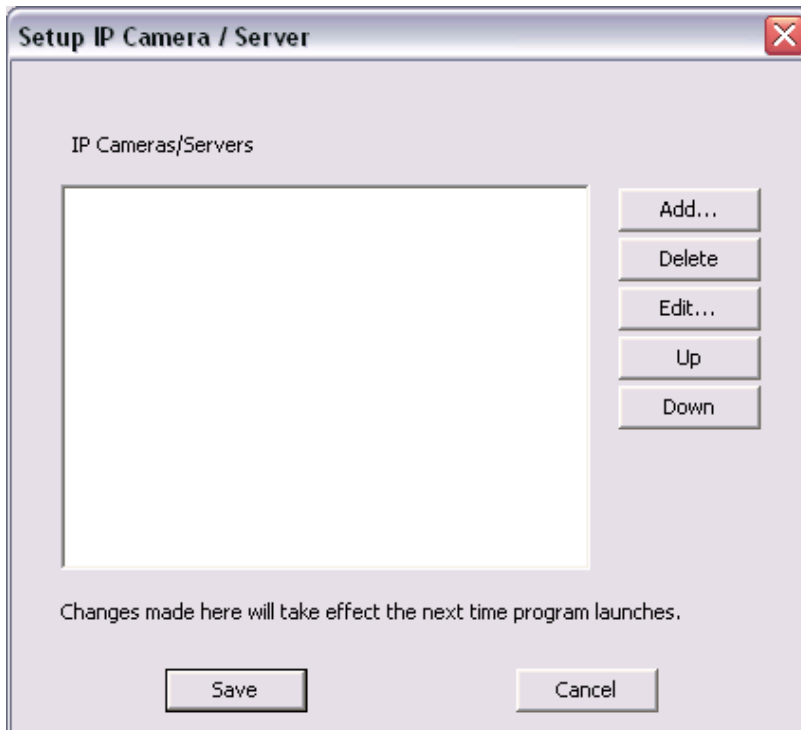 Setup IP Camera / Server
IP Cameras/Servers
Add...
Delete
Edit...
Up
Down
Changes made here will take effect the next time program launches.
Save
Cancel